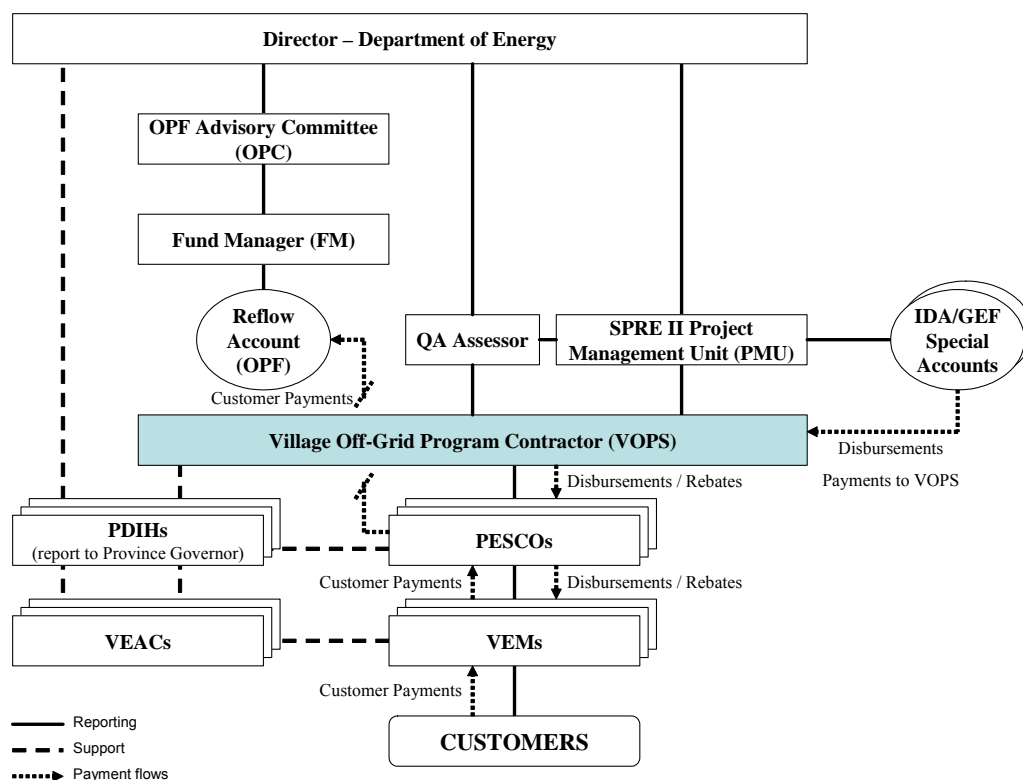 Director – Department of Energy
OPF Advisory Committee
(OPC)
Fund Manager (FM)
Reflow
Account
(OPF)
Customer Payments
QA Assessor
SPRE II Project
Management Unit (PMU)
IDA/GEF
Special
Accounts
Village Off-Grid Program Contractor (VOPS)
Disbursements
Payments to VOPS
Disbursements / Rebates
PDIHs
(report to Province Governor)
PESCOs
Customer Payments
Disbursements / Rebates
VEACs
VEMs
Customer Payments
CUSTOMERS
Reporting
Support
Payment flows